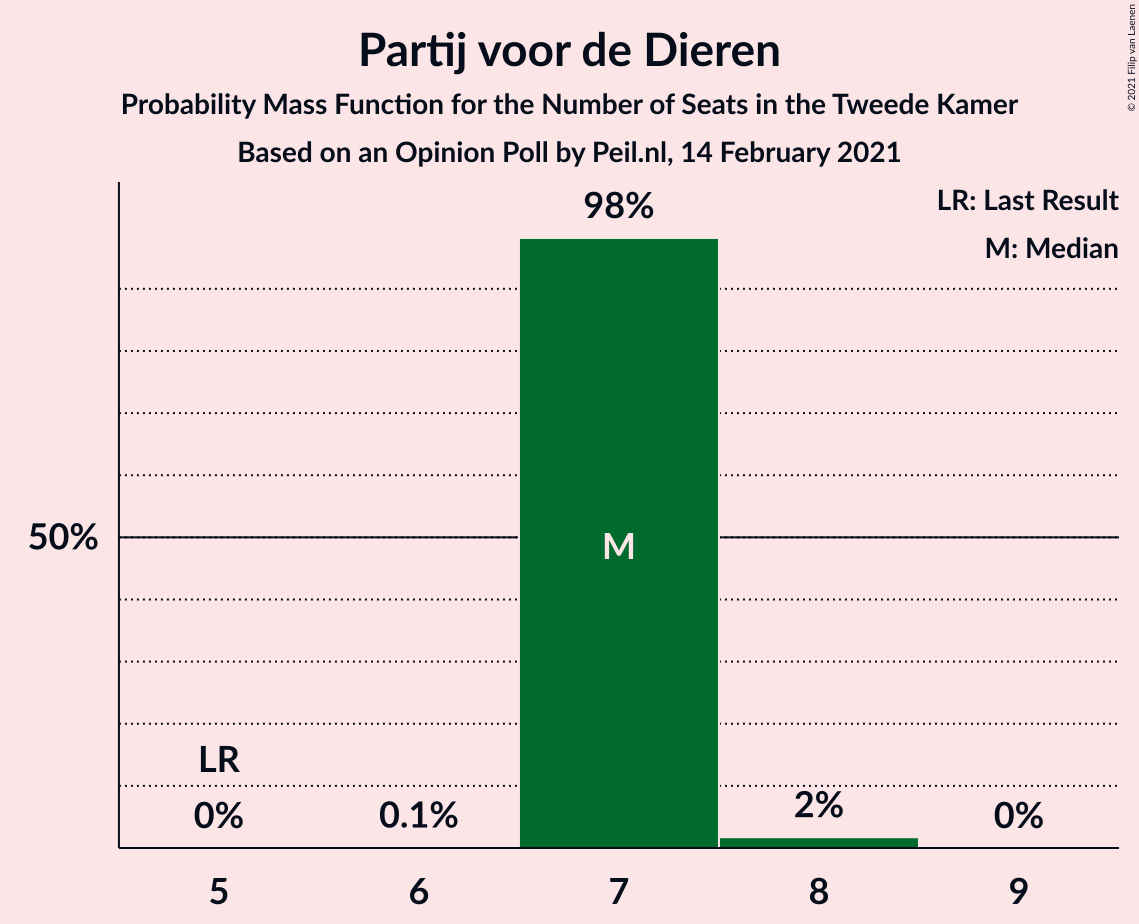 Partij voor de Dieren
Probability Mass Function for the Number of Seats in the Tweede Kamer
Based on an Opinion Poll by Peil.nl, 14 February 2021
© 2021 Filip van Laenen
LR: Last Result
M: Median
98%
50%
M
LR
0%
0.1%
2%
0%
5
6
7
8
9